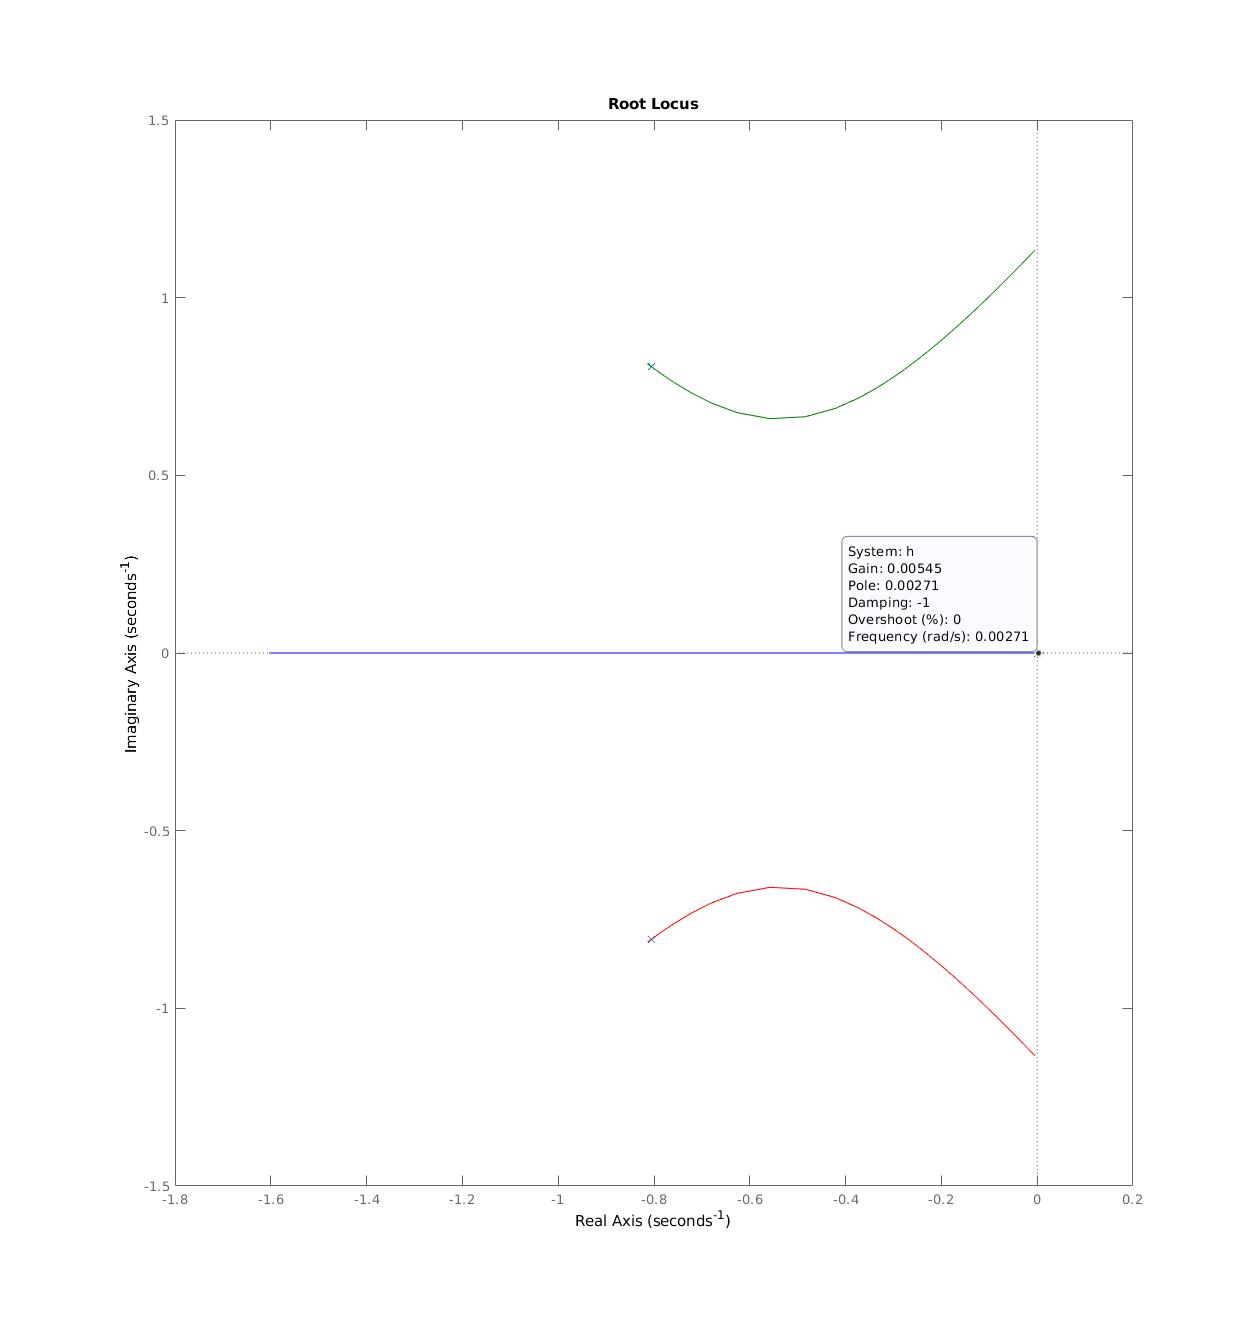 Root Locus
1.5
1
0.5
0
-0.5
-1
-1.5
Imaginary Axis (seconds-1)
System: h
Gain: 0.00545
Pole: 0.00271
Damping: -1
Overshoot (%): 0
Frequency (rad/s): 0.00271
-1.8 -1.6 -1.4 -1.2 -1 -0.8 -0.6 -0.4 -0.2 0 0.2
Real Axis (seconds-1)